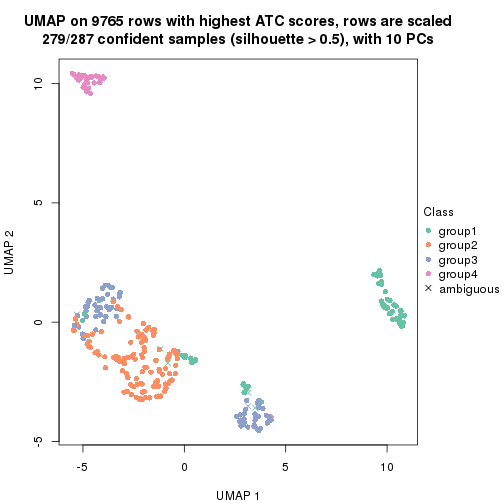 UMAP on 9765 rows with highest ATC scores, rows are scaled
279/287 confident samples (silhouette > 0.5), with 10 PCs
10
5
0
-5
UMAP 2
-5
0
5
10
UMAP 1
Class
group1
group2
group3
group4
ambiguous